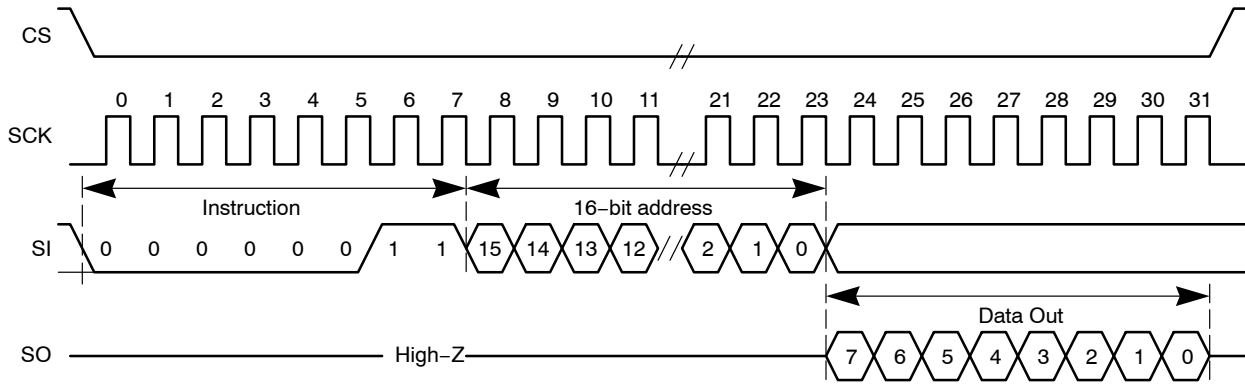 CS
0 1 2 3 4 5 6 7 8 9 10 11 21 22 23 24 25 26 27 28 29 30 31
SCK
Instruction 16−bit address
SI 0 0 0 0 0 0 1 1 15 14 13 12 2 1 0
Data Out
SO High−Z 7 6 5 4 3 2 1 0